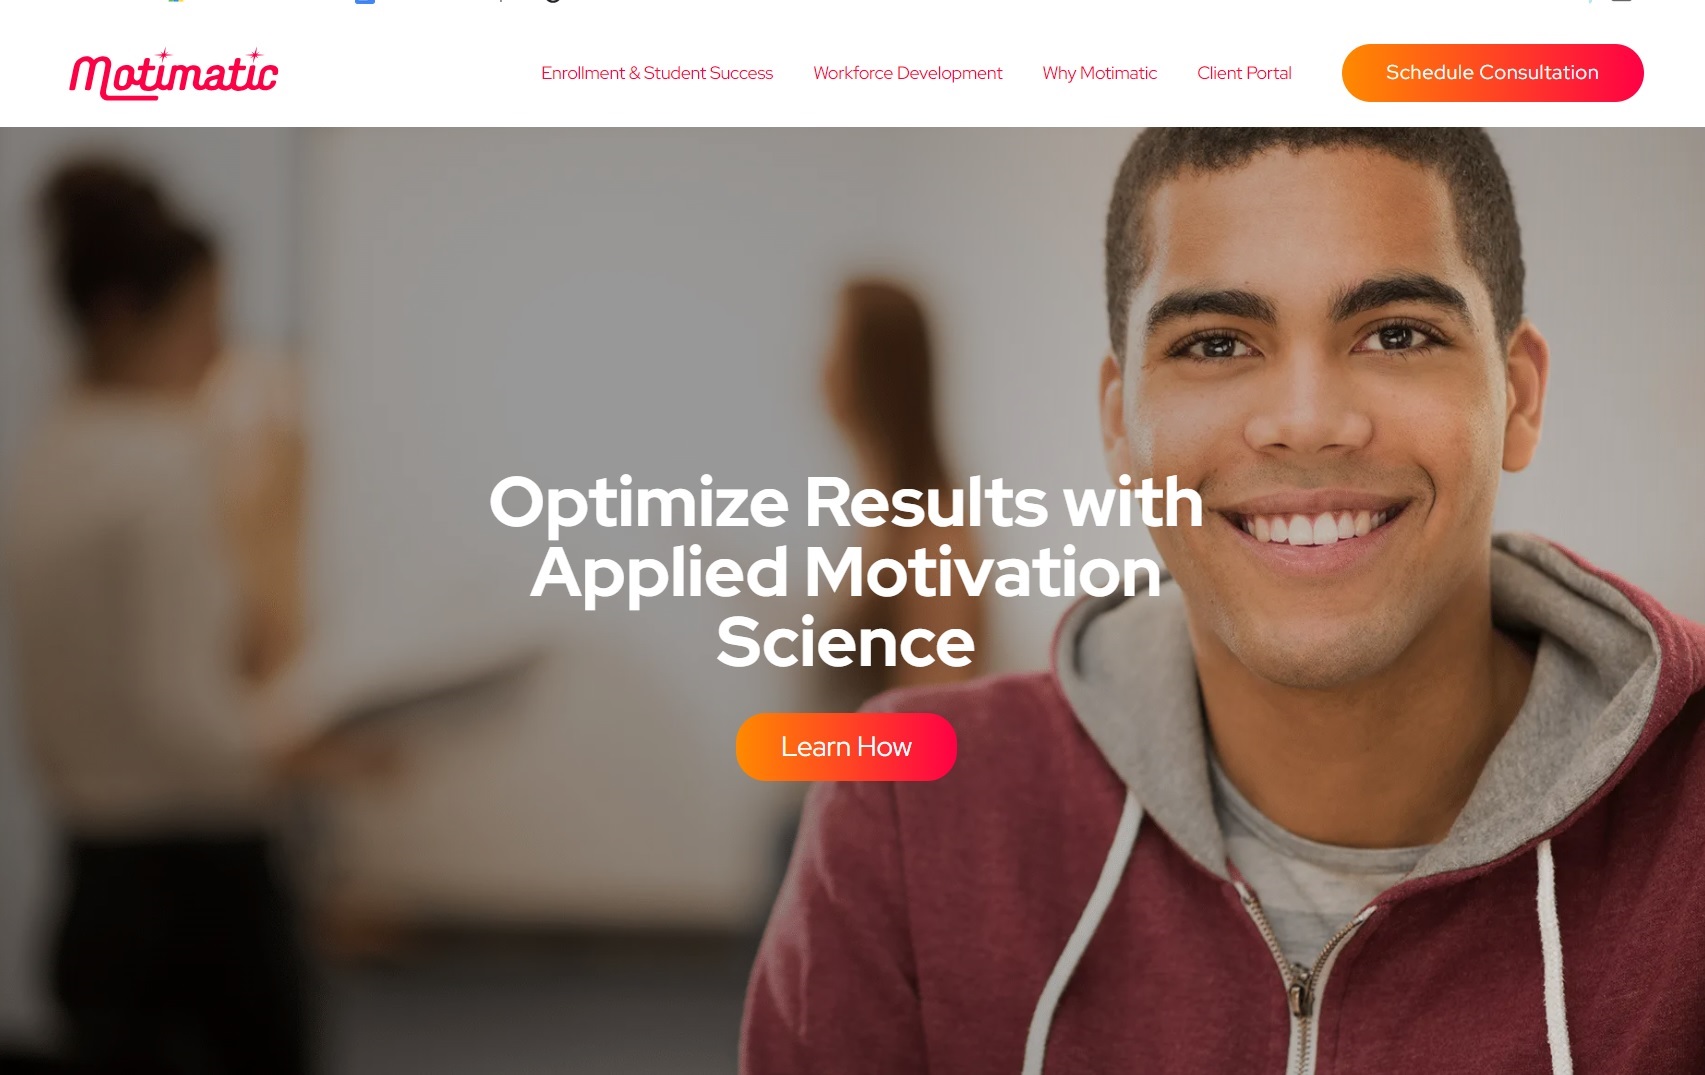 Motimatic
Enrollment & Student Success
Workforce Development
Why Motimatic
Client Portal
Schedule Consultation
Optimize Results with
Applied Motivation
Science
Learn How